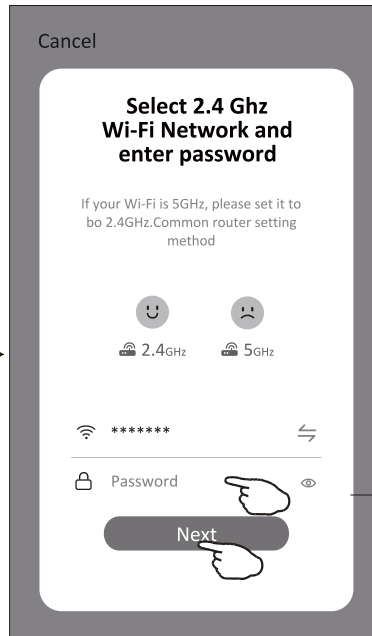 Cancel
Select 2.4 Ghz
Wi-Fi Network and
enter password
If your Wi-Fi is 5GHz, please set it to
bo 2.4GHz.Common router setting
method
2.4GHz 5GHz
*******
Password
Next